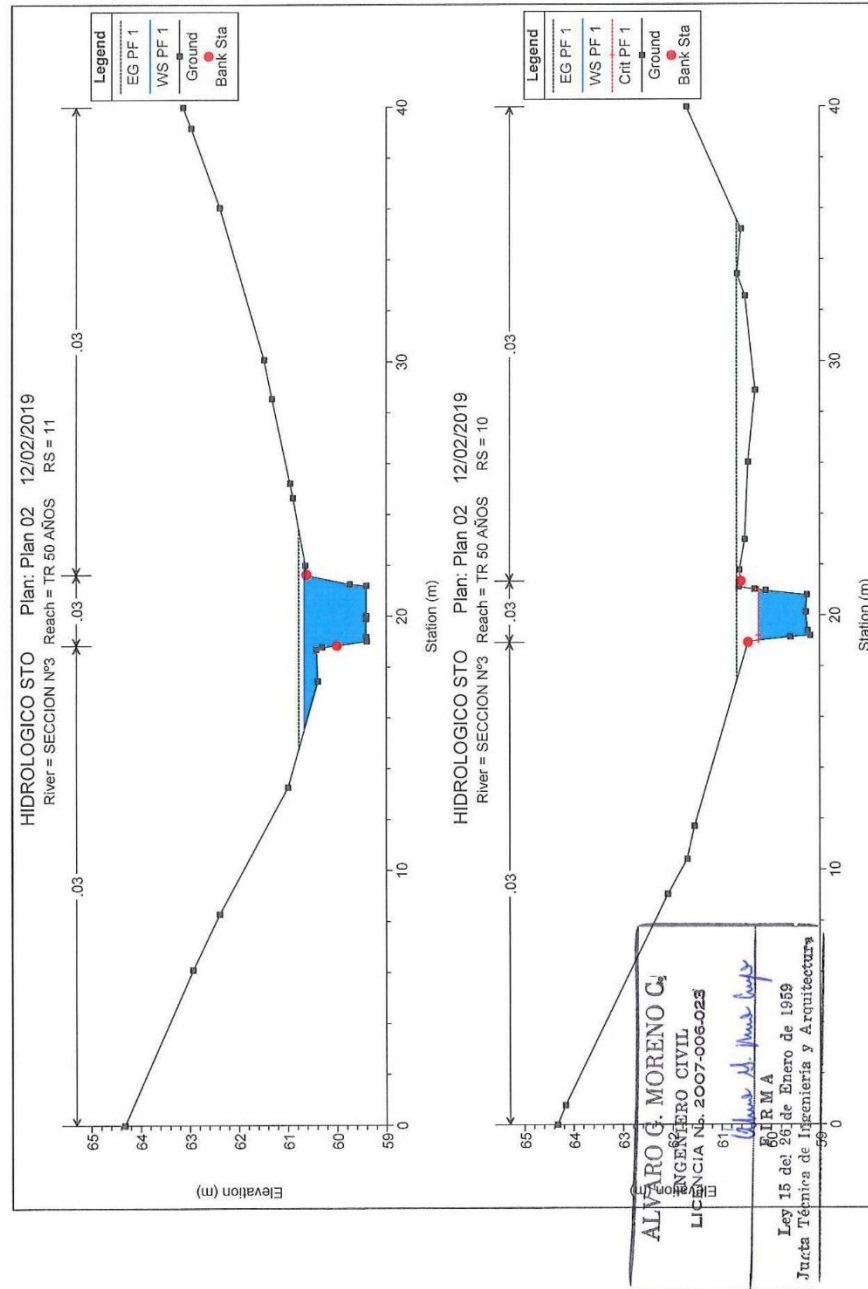 HIDROLOGICO STO Plan: Plan 02 12/02/2019
River = SECCION Nº3 Reach = TR 50 AÑOS RS = 11
.03
.03
.03
Legend
EG PF 1
WS PF 1
Ground
Bank Sta
Elevation (m)
65
64
63
62
61
60
59
0
10
20
30
40
Station (m)
HIDROLOGICO STO Plan: Plan 02 12/02/2019
River = SECCION Nº3 Reach = TR 50 AÑOS RS = 10
.03
.03
.03
Legend
EG PF 1
WS PF 1
Crit PF 1
Ground
Bank Sta
Elevation (m)
65
64
63
62
61
60
59
0
10
20
30
40
Station (m)
ALVARO G. MORENO C.
INGENIERO CIVIL
LICENCIA No. 2007-006-023
FIRMA
Ley 15 del 26 de Enero de 1959
Junta Técnica de Ingeniería y Arquitectura